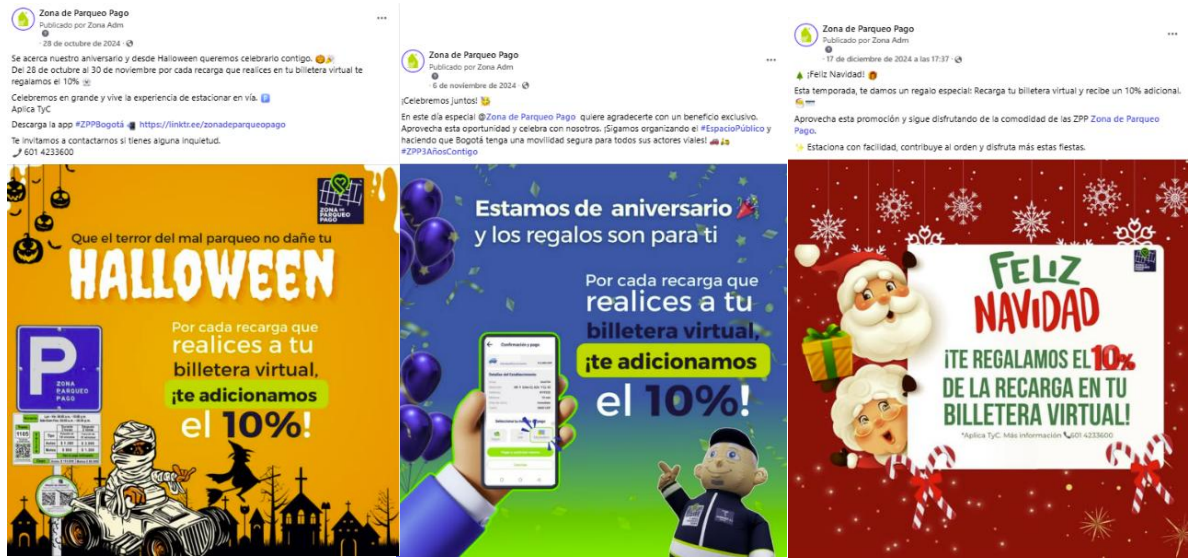 Zona de Parqueo Pago
Publicado por Zona Adm
· 28 de octubre de 2024 ·
Se acerca nuestro aniversario y desde Halloween queremos celebrarlo contigo. 🎃🎉
Del 28 de octubre al 30 de noviembre por cada recarga que realices en tu billetera virtual te
regalamos el 10%
Celebremos en grande y vive la experiencia de estacionar en vía. 🅿️
Aplica TyC
Descarga la app #ZPPBogotá 📲 https://linktr.ee/zonadeparqueopago
Te invitamos a contactarnos si tienes alguna inquietud.
📞 601 4233600
ZONA DE
PARQUEO
PAGO
Que el terror del mal parqueo no dañe tu
HALLOWEEN
Por cada recarga que
realices a tu
billetera virtual,
¡te adicionamos
el 10%!
P
ZONA
PARQUEO
PAGO
Zona de Parqueo Pago
Publicado por Zona Adm
· 6 de noviembre de 2024 ·
¡Celebremos juntos! 🥳
En este día especial @Zona de Parqueo Pago quiere agradecerte con un beneficio exclusivo.
Aprovecha esta oportunidad y celebra con nosotros. ¡Sigamos organizando el #EspacioPúblico y
haciendo que Bogotá tenga una movilidad segura para todos sus actores viales! 🚗🛵
#ZPP3AñosContigo
Estamos de aniversario 🎉
y los regalos son para ti
Por cada recarga que
realices a tu
billetera virtual,
¡te adicionamos
el 10%!
Confirmación y pago
Zona de Parqueo Pago
Publicado por Zona Adm
· 17 de diciembre de 2024 a las 17:37 ·
🎄 ¡Feliz Navidad! 🎅
Esta temporada, te damos un regalo especial: Recarga tu billetera virtual y recibe un 10% adicional.
Aprovecha esta promoción y sigue disfrutando de la comodidad de las ZPP Zona de Parqueo
Pago.
✨ Estaciona con facilidad, contribuye al orden y disfruta más estas fiestas.
FELIZ
NAVIDAD
¡TE REGALAMOS EL 10%
DE LA RECARGA EN TU
BILLETERA VIRTUAL!
*Aplica TyC. Más información 📞601 4233600